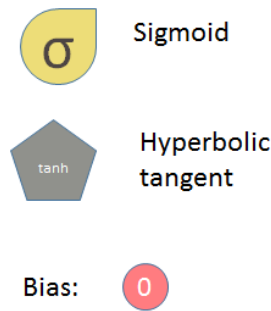 σ Sigmoid
tanh
Hyperbolic
tangent
Bias: 0